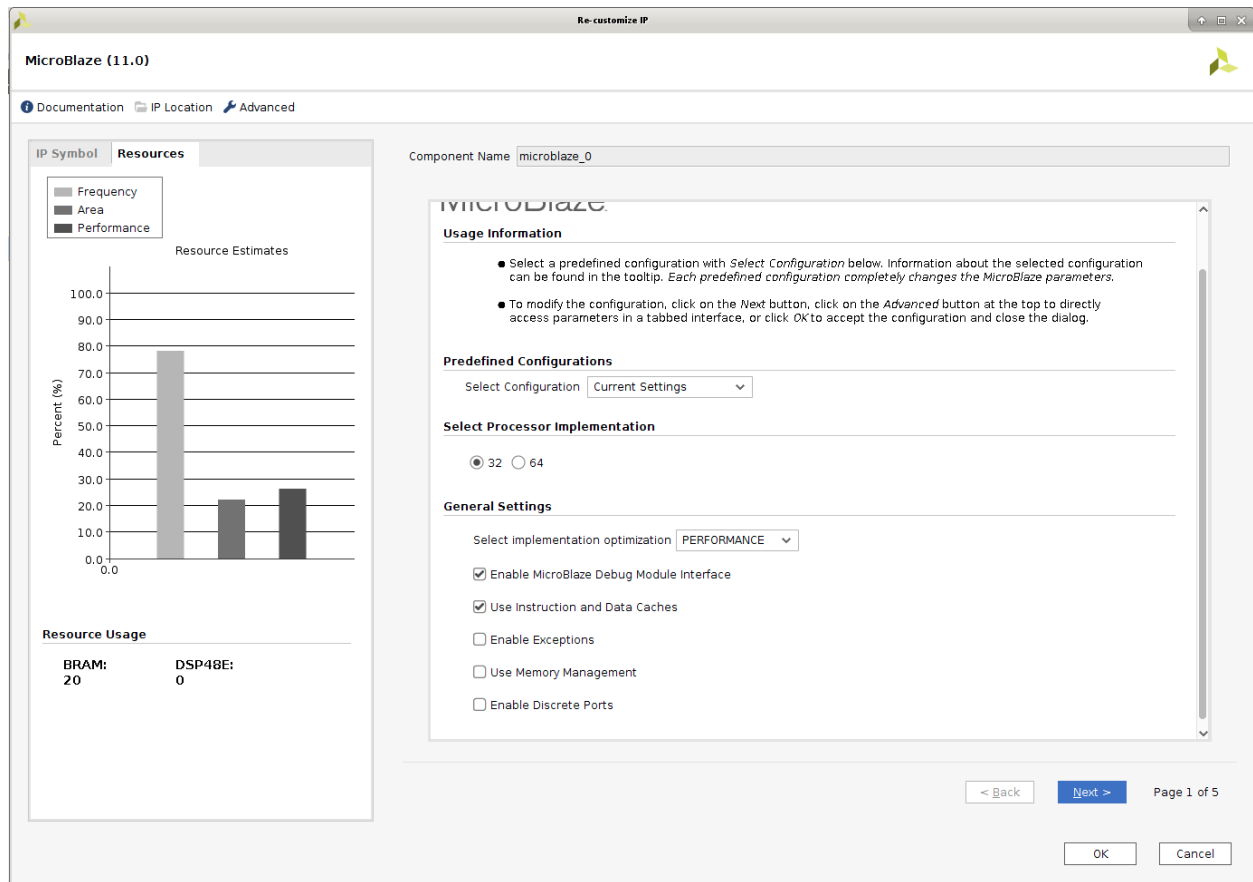 Re-customize IP
MicroBlaze (11.0)
Documentation IP Location Advanced
IP Symbol Resources
Frequency
Area
Performance
Resource Estimates
100.0
90.0
80.0
70.0
60.0
50.0
40.0
30.0
20.0
10.0
0.0
0.0
Percent (%)
Resource Usage
BRAM: DSP48E:
20 0
Component Name microblaze_0
MicroBlaze
Usage Information
Select a predefined configuration with Select Configuration below. Information about the selected configuration
can be found in the tooltip. Each predefined configuration completely changes the MicroBlaze parameters.
To modify the configuration, click on the Next button, click on the Advanced button at the top to directly
access parameters in a tabbed interface, or click OK to accept the configuration and close the dialog.
Predefined Configurations
Select Configuration Current Settings
Select Processor Implementation
32 64
General Settings
Select implementation optimization PERFORMANCE
Enable MicroBlaze Debug Module Interface
Use Instruction and Data Caches
Enable Exceptions
Use Memory Management
Enable Discrete Ports
< Back Next > Page 1 of 5
OK Cancel